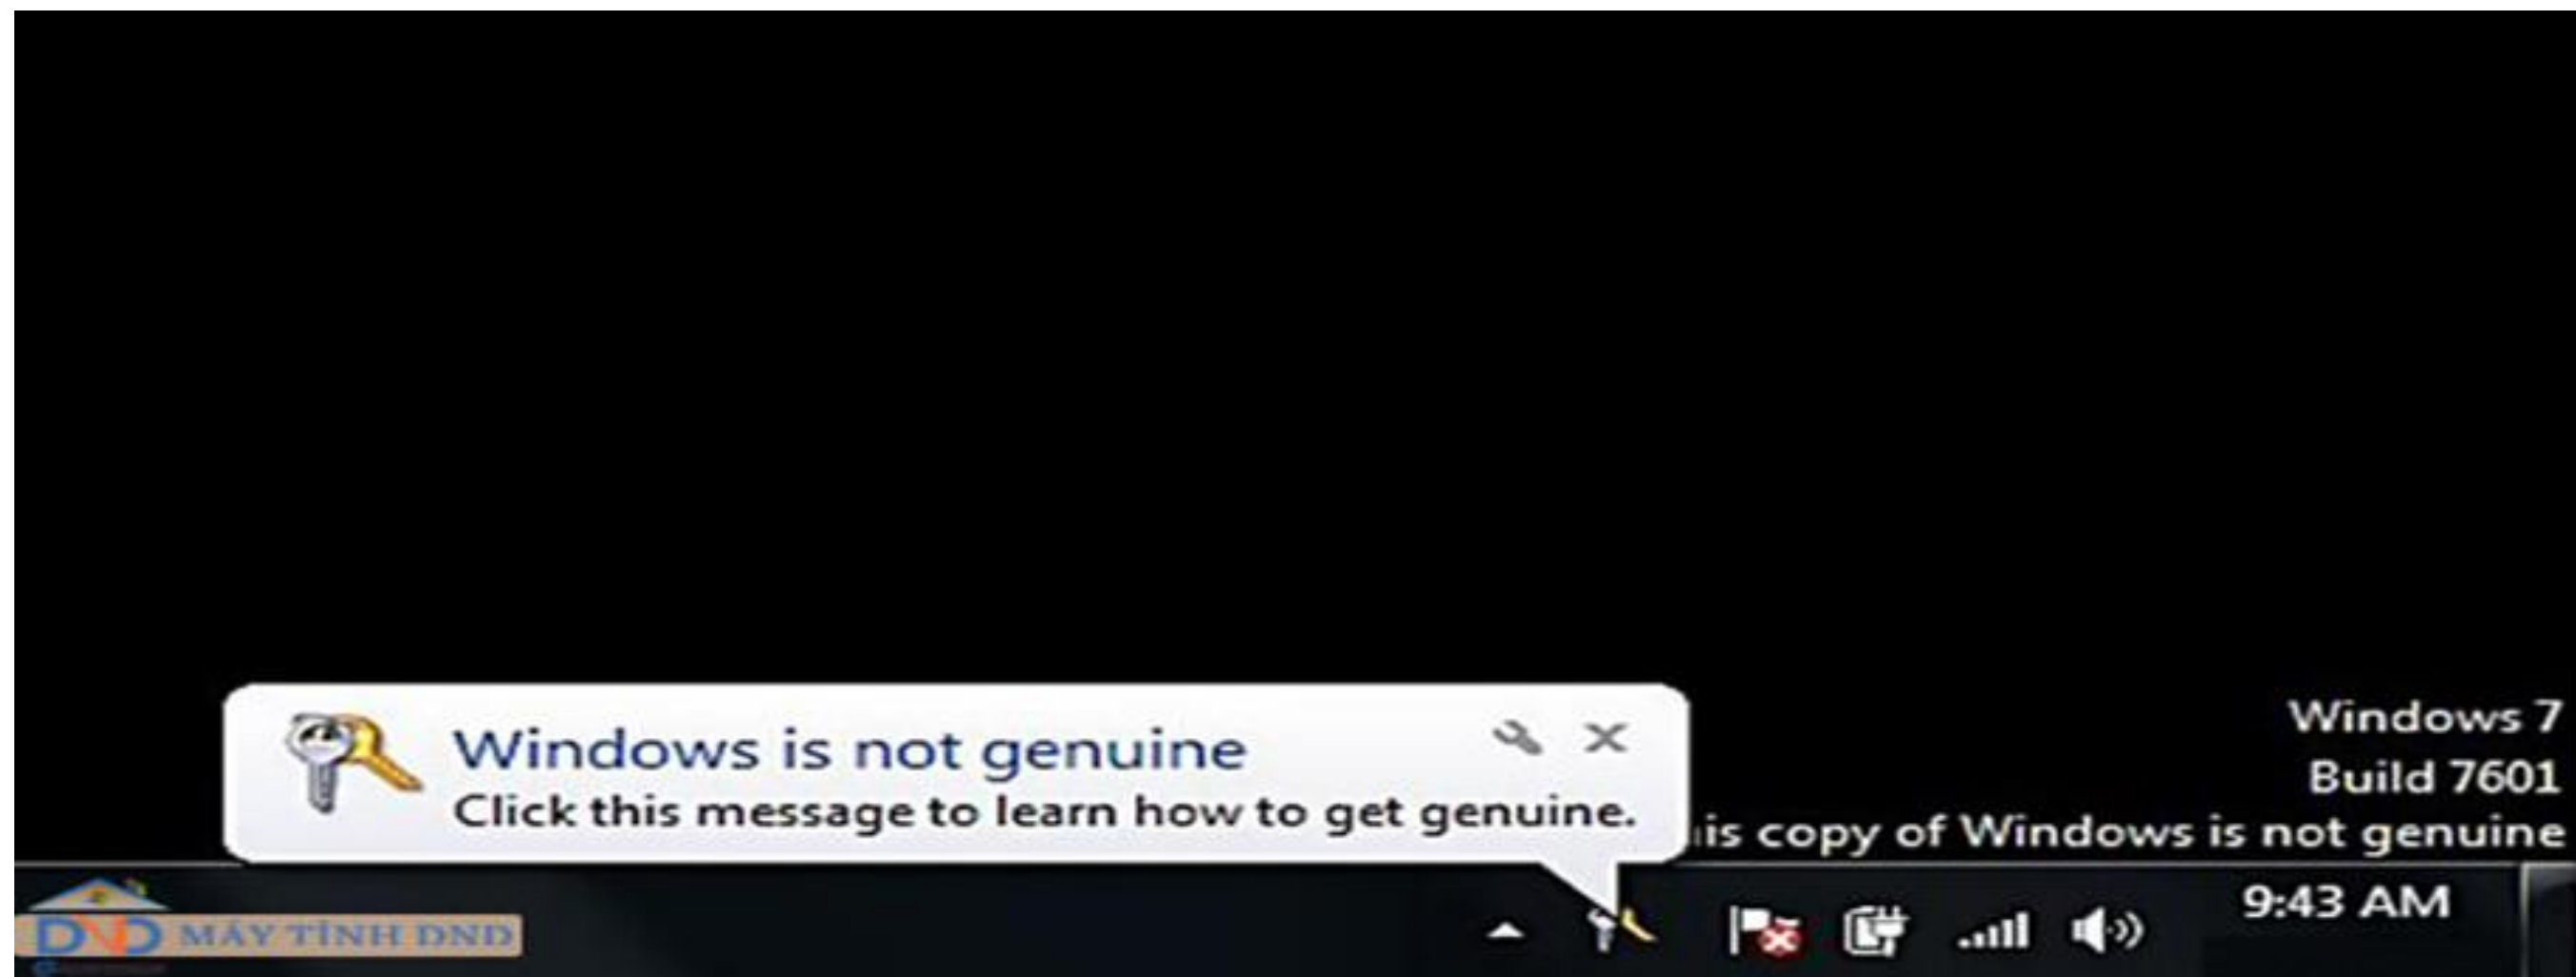 Windows is not genuine
Click this message to learn how to get genuine.
Windows 7
Build 7601
is copy of Windows is not genuine
9:43 AM
DND MÁY TÍNH DND